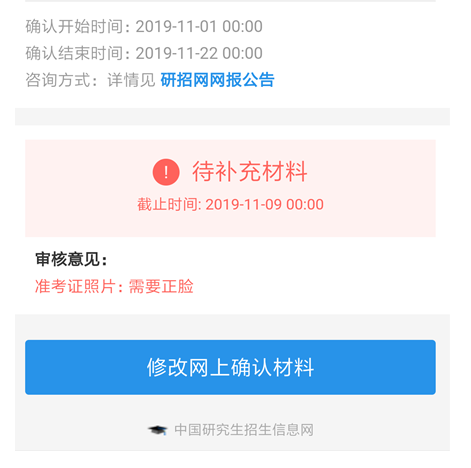 确认开始时间：2019-11-01 00:00
确认结束时间：2019-11-22 00:00
咨询方式：详情见 研招网网报公告
! 待补充材料
截止时间: 2019-11-09 00:00
审核意见：
准考证照片：需要正脸
修改网上确认材料
中国研究生招生信息网